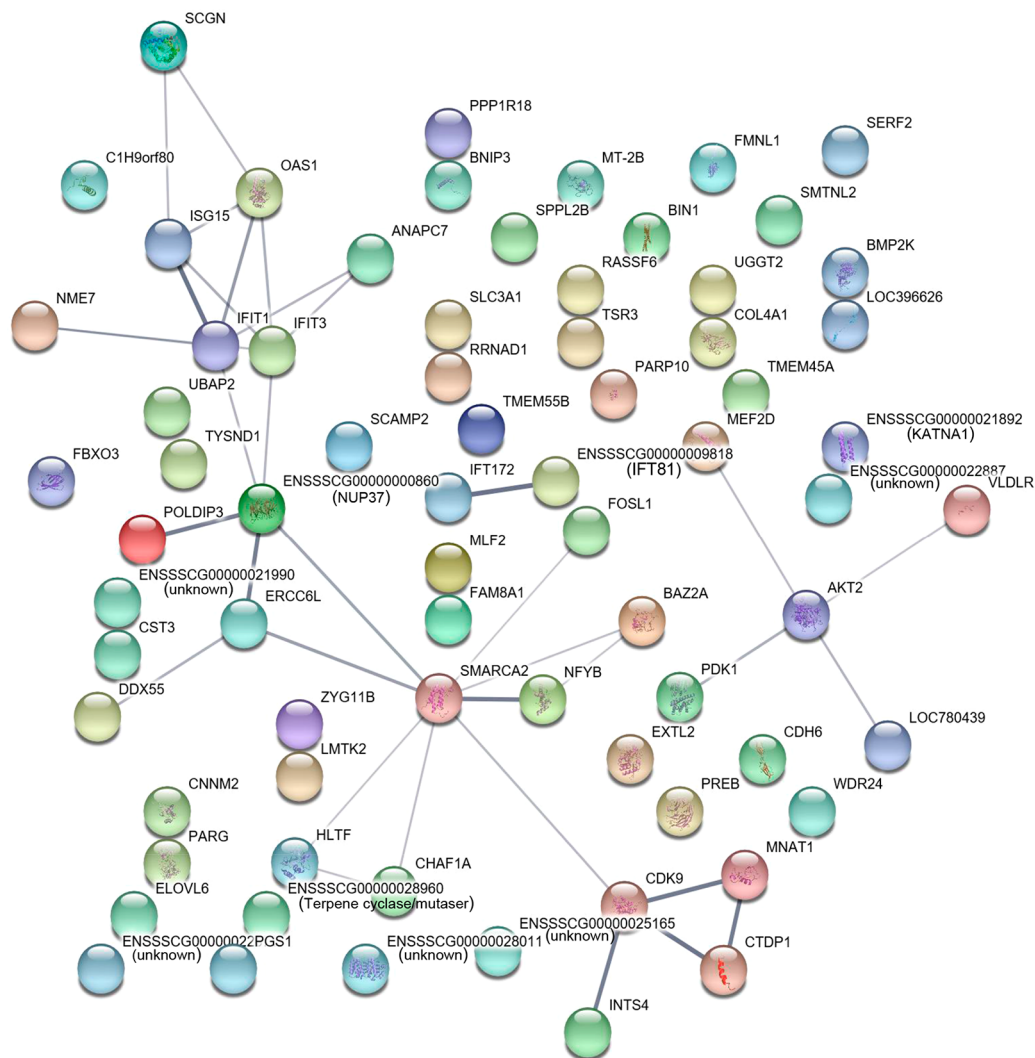 SCGN
C1H9orf80
OAS1
PPP1R18
BNIP3
MT-2B
FMNL1
SERF2
ISG15
ANAPC7
SPPL2B
BIN1
SMTNL2
RASSF6
UGGT2
BMP2K
NME7
IFIT1
IFIT3
SLC3A1
TSR3
COL4A1
LOC396626
RRNAD1
UBAP2
PARP10
TMEM45A
TYSND1
SCAMP2
TMEM55B
MEF2D
ENSSSCG00000021892
(KATNA1)
FBXO3
ENSSSCG00000000860
(NUP37)
IFT172
ENSSSCG00000009818
(IFT81)
ENSSSCG00000022887
(unknown)
VLDLR
POLDIP3
FOSL1
MLF2
ENSSSCG00000021990
(unknown)
ERCC6L
FAM8A1
BAZ2A
AKT2
CST3
SMARCA2
NFYB
PDK1
DDX55
ZYG11B
LOC780439
LMTK2
EXTL2
CDH6
CNNM2
PREB
WDR24
PARG
HLTF
CHAF1A
CDK9
MNAT1
ELOVL6
ENSSSCG00000028960
(Terpene cyclase/mutaser)
ENSSSCG00000025165
(unknown)
ENSSSCG00000022PGS1
(unknown)
ENSSSCG00000028011
(unknown)
CTDP1
INTS4